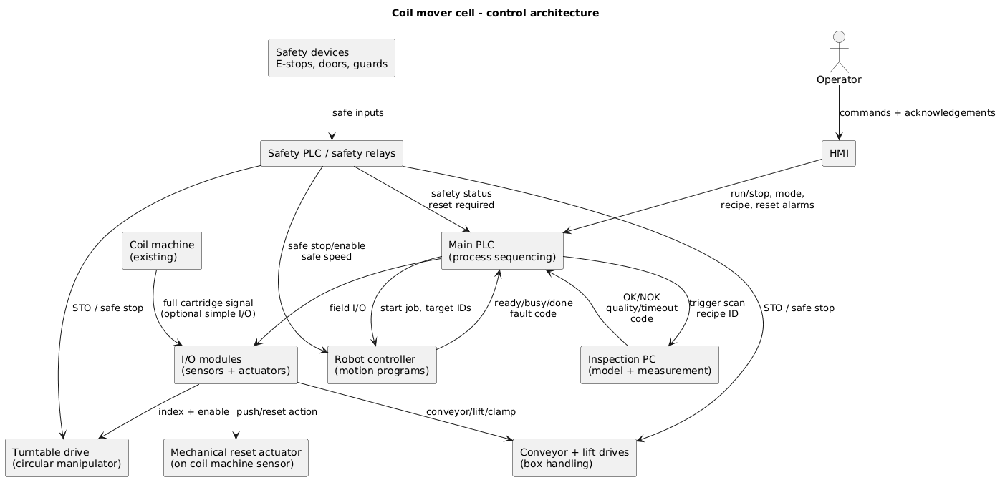 Coil mover cell - control architecture
Safety devices
E-stops, doors, guards
Operator
safe inputs
commands + acknowledgements
Safety PLC / safety relays
HMI
safety status
reset required
run/stop, mode,
recipe, reset alarms
Coil machine
(existing)
safe stop/enable
safe speed
Main PLC
(process sequencing)
STO / safe stop
full cartridge signal
(optional simple I/O)
field I/O
start job, target IDs
ready/busy/done
fault code
OK/NOK
quality/timeout
code
trigger scan
recipe ID
STO / safe stop
I/O modules
(sensors + actuators)
Robot controller
(motion programs)
Inspection PC
(model + measurement)
index + enable
push/reset action
conveyor/lift/clamp
Turntable drive
(circular manipulator)
Mechanical reset actuator
(on coil machine sensor)
Conveyor + lift drives
(box handling)